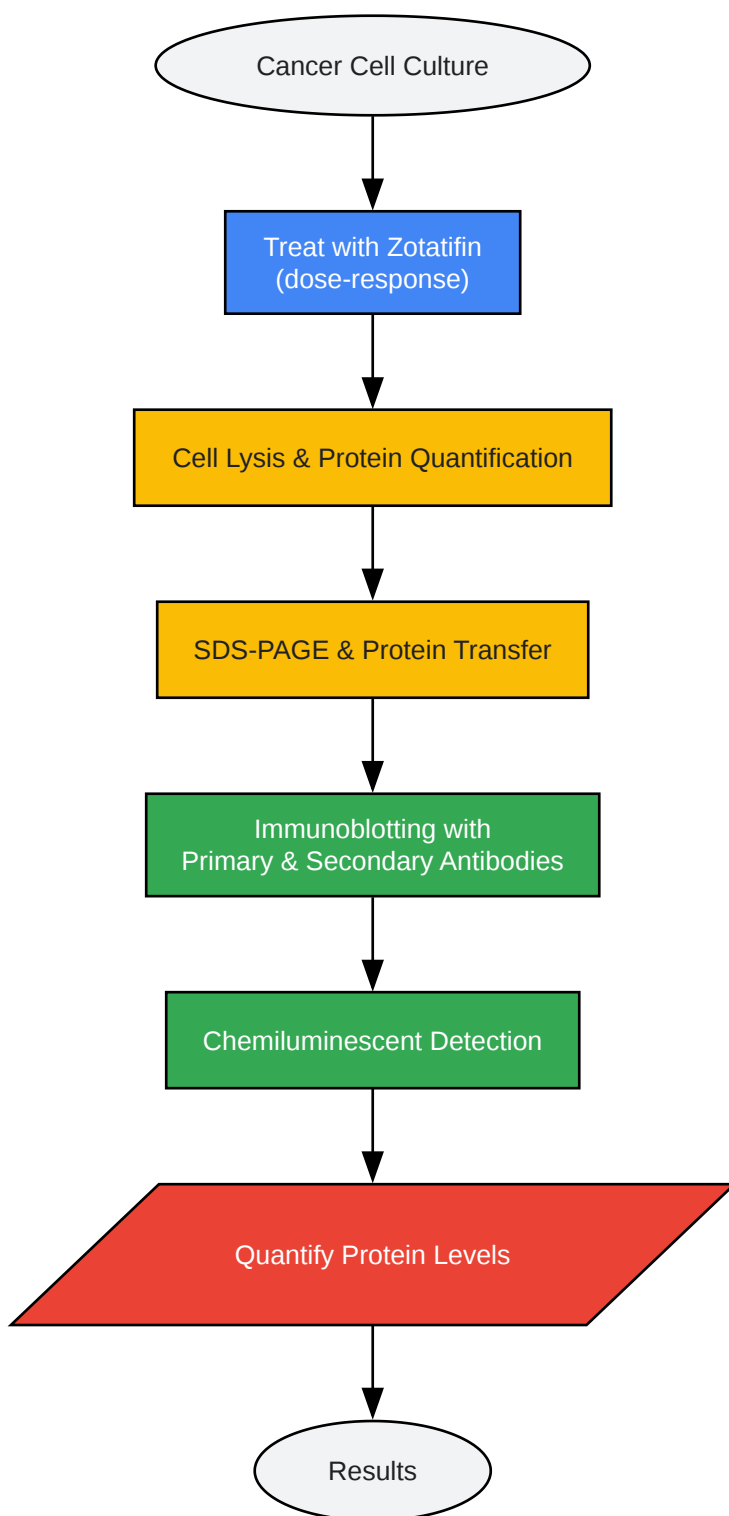 Cancer Cell Culture
Treat with Zotatifin
(dose-response)
Cell Lysis & Protein Quantification
SDS-PAGE & Protein Transfer
Immunoblotting with
Primary & Secondary Antibodies
Chemiluminescent Detection
Quantify Protein Levels
Results